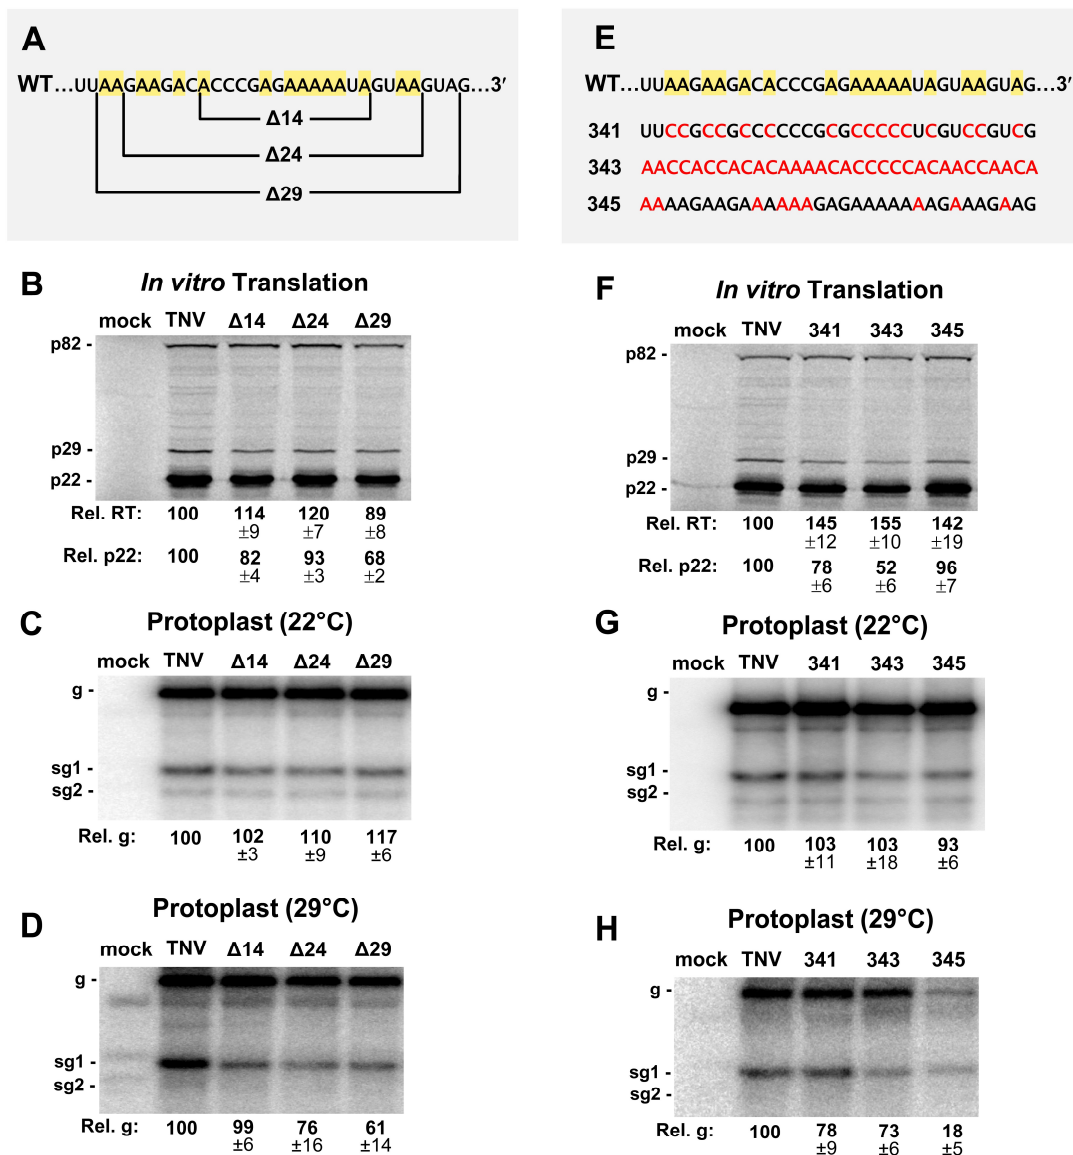 A
WT...UUAAGAAGACACCCGAGAAAAAUAGUAAGUAG...3′
Δ14
Δ24
Δ29
B
In vitro Translation
mock TNV Δ14 Δ24 Δ29
p82 -
p29 -
p22 -
Rel. RT: 100 114 120 89
±9 ±7 ±8
Rel. p22: 100 82 93 68
±4 ±3 ±2
C
Protoplast (22°C)
mock TNV Δ14 Δ24 Δ29
g -
sg1 -
sg2 -
Rel. g: 100 102 110 117
±3 ±9 ±6
D
Protoplast (29°C)
mock TNV Δ14 Δ24 Δ29
g -
sg1 -
sg2 -
Rel. g: 100 99 76 61
±6 ±16 ±14
E
WT...UUAAGAAGACACCCGAGAAAAAUAGUAAGUAG...3′
341 UUCCGCCGCCCCCCGCGCCCCCUCGUCCGUCG
343 AACCACCACACAAAACACCCCCACAACCAACA
345 AAAAGAAGAAAAAAGAGAAAAAAAGAAAGAAG
F
In vitro Translation
mock TNV 341 343 345
p82 -
p29 -
p22 -
Rel. RT: 100 145 155 142
±12 ±10 ±19
Rel. p22: 100 78 52 96
±6 ±6 ±7
G
Protoplast (22°C)
mock TNV 341 343 345
g -
sg1 -
sg2 -
Rel. g: 100 103 103 93
±11 ±18 ±6
H
Protoplast (29°C)
mock TNV 341 343 345
g -
sg1 -
sg2 -
Rel. g: 100 78 73 18
±9 ±6 ±5